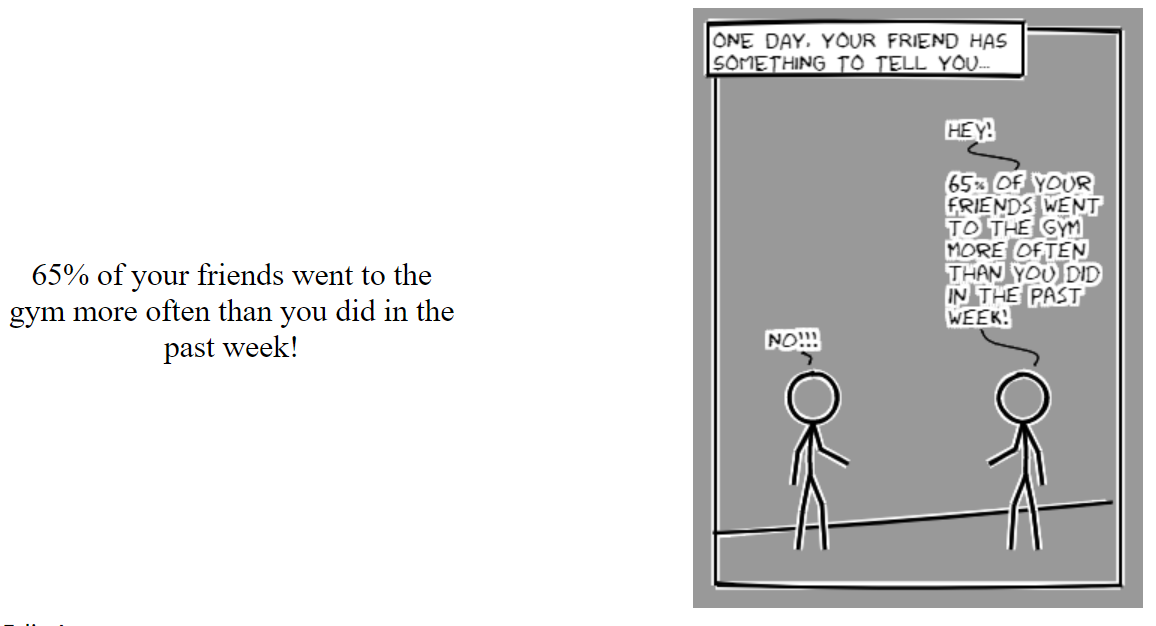 65% of your friends went to the
gym more often than you did in the
past week!
ONE DAY, YOUR FRIEND HAS
SOMETHING TO TELL YOU...
HEY!
65% OF YOUR
FRIENDS WENT
TO THE GYM
MORE OFTEN
THAN YOU DID
IN THE PAST
WEEK!
NO!!!